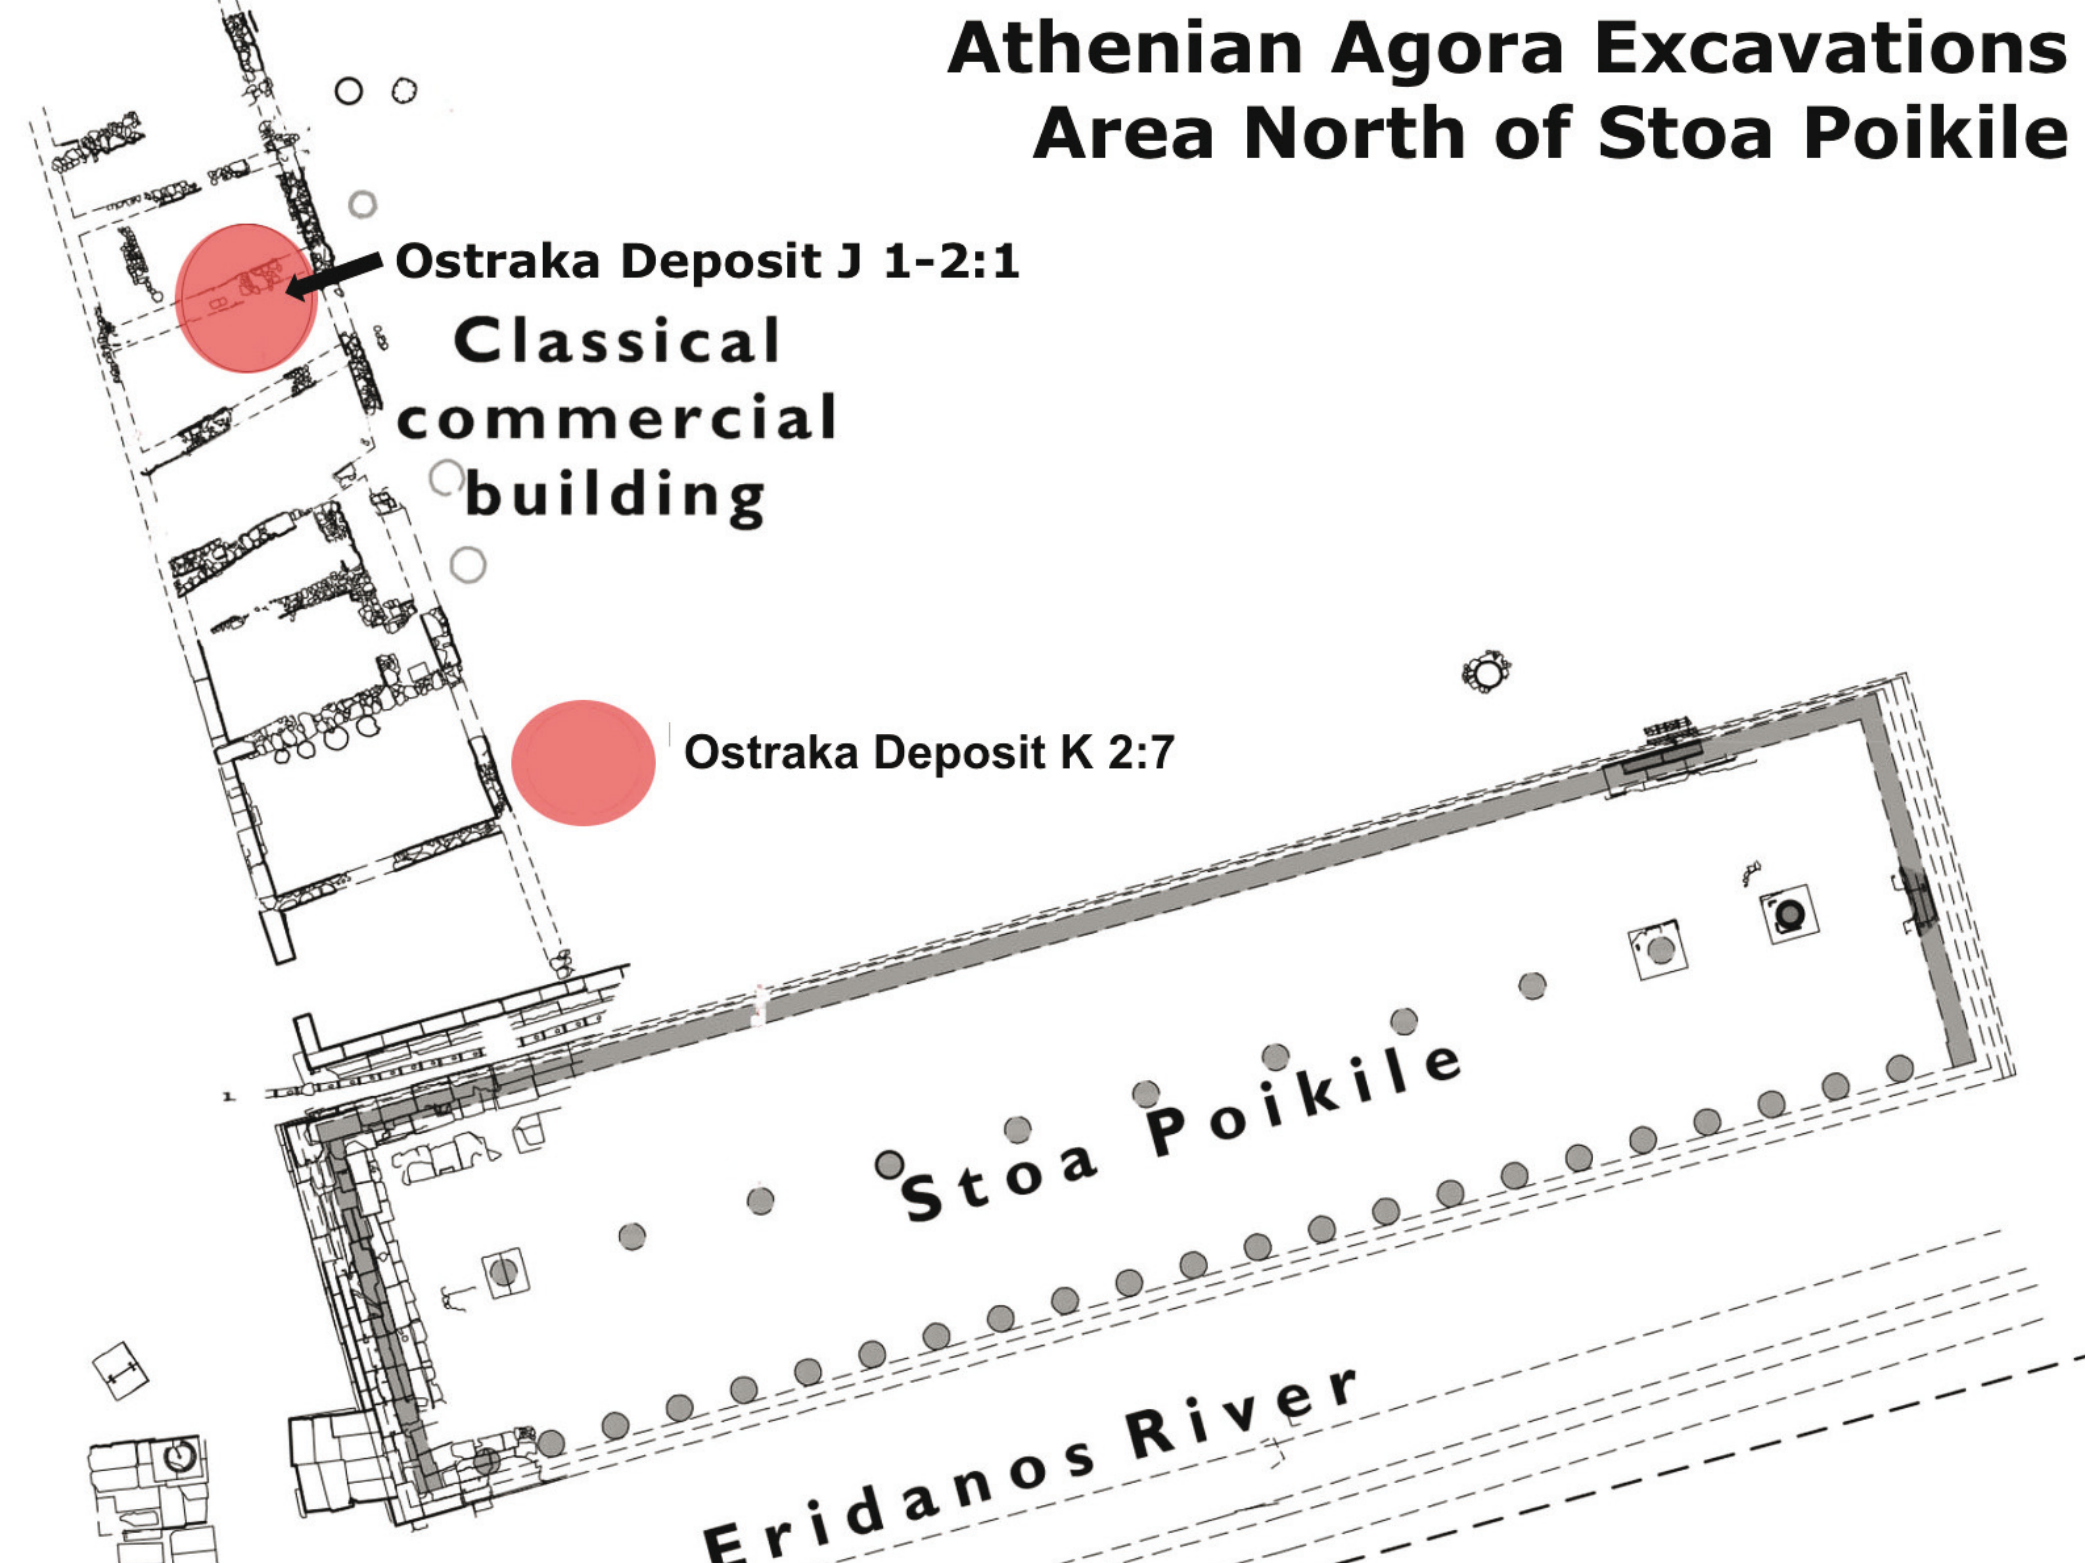 Athenian Agora Excavations
Area North of Stoa Poikile
Ostraka Deposit J 1-2:1
Classical
commercial
building
Ostraka Deposit K 2:7
Stoa Poikile
Eridanos River